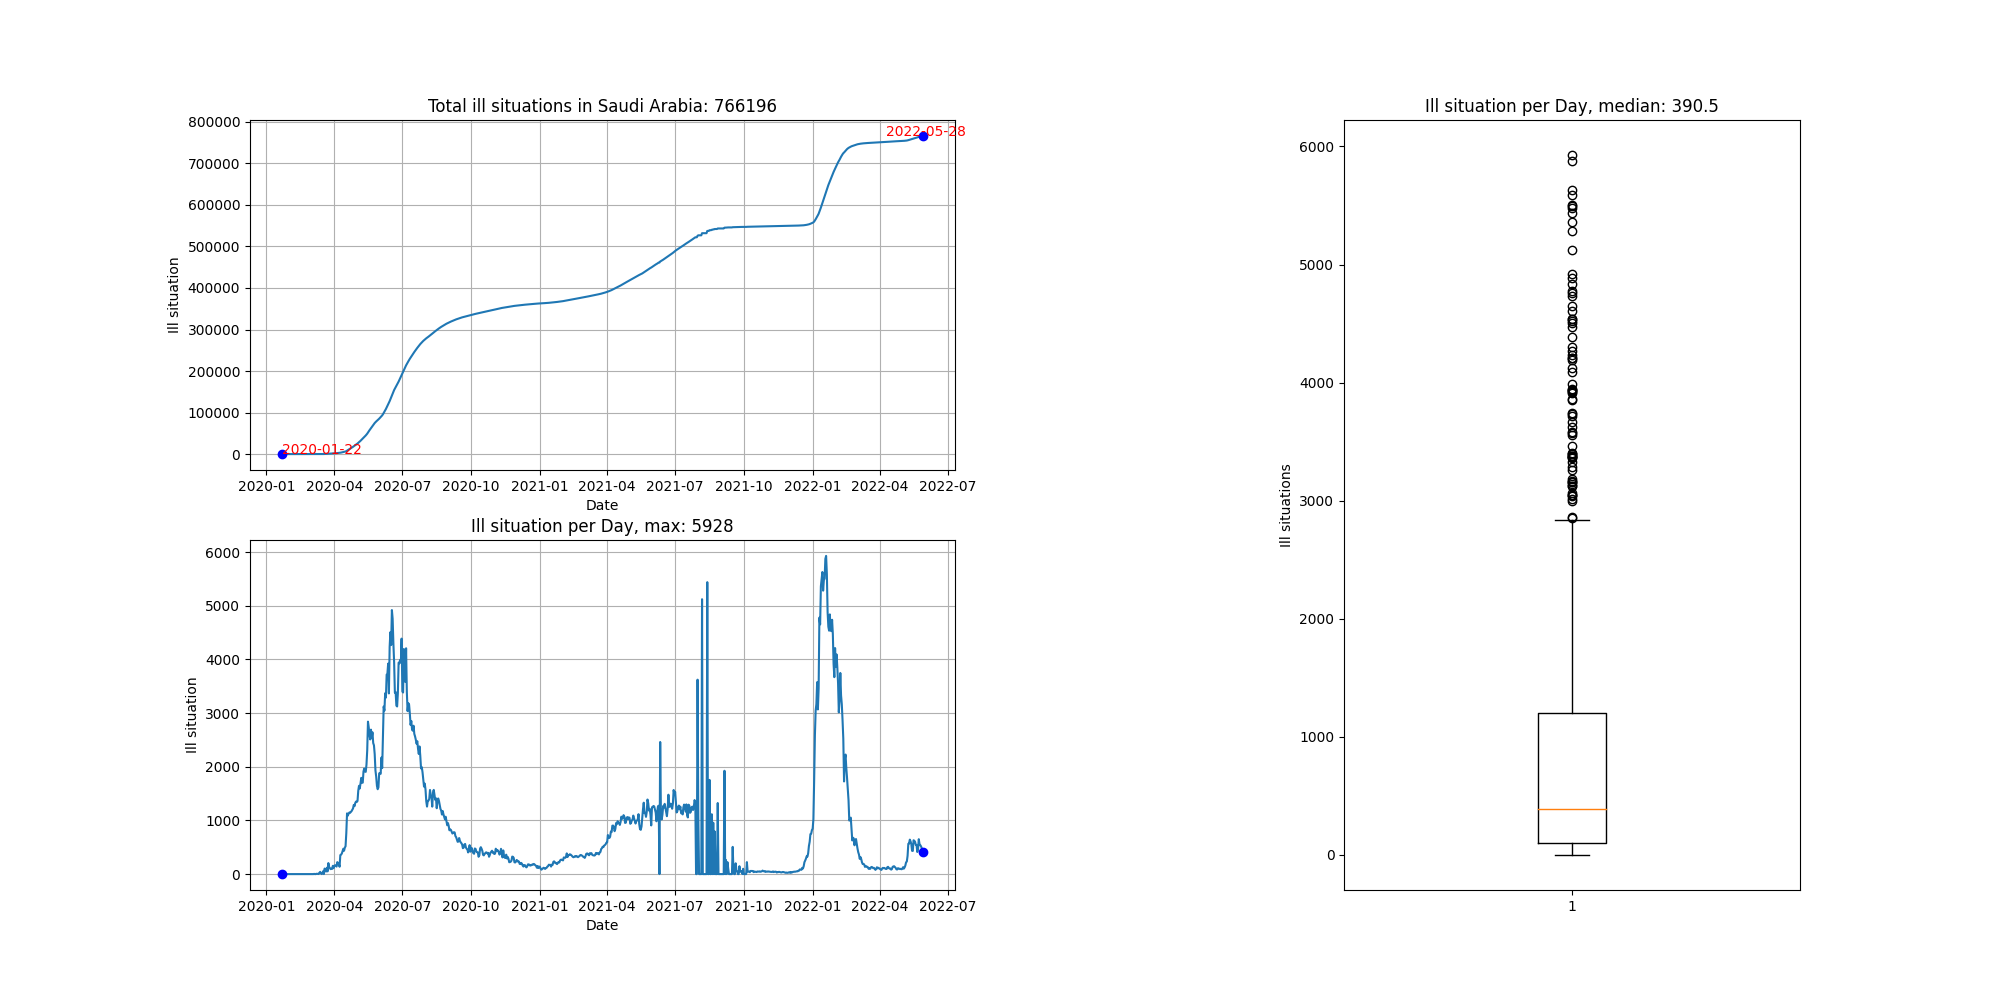 Total ill situations in Saudi Arabia: 766196
800000
700000
600000
500000
400000
300000
200000
100000
0
Ill situation
2022-05-28
2020-01-22
2020-01 2020-04 2020-07 2020-10 2021-01 2021-04 2021-07 2021-10 2022-01 2022-04 2022-07
Date
Ill situation per Day, max: 5928
6000
5000
4000
3000
2000
1000
0
Ill situation
2020-01 2020-04 2020-07 2020-10 2021-01 2021-04 2021-07 2021-10 2022-01 2022-04 2022-07
Date
Ill situation per Day, median: 390.5
6000
5000
4000
3000
2000
1000
0
Ill situations
1